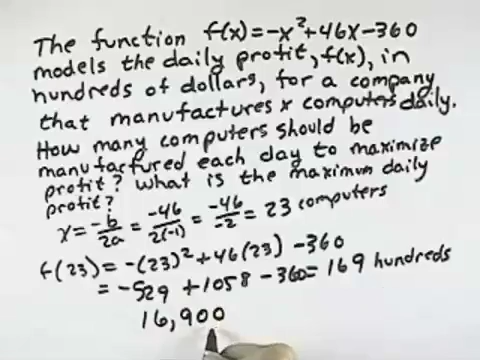 The function f(x)=-x²+46x-360
models the daily profit, f(x), in
hundreds of dollars, for a company
that manufactures x computers daily.
How many computers should be
manufactured each day to maximize
profit? What is the maximum daily
profit?
x = -b/2a = -46/2(-1) = -46/-2 = 23 computers
f(23) = -(23)² + 46(23) - 360
= -529 + 1058 - 360 = 169 hundreds
16,900